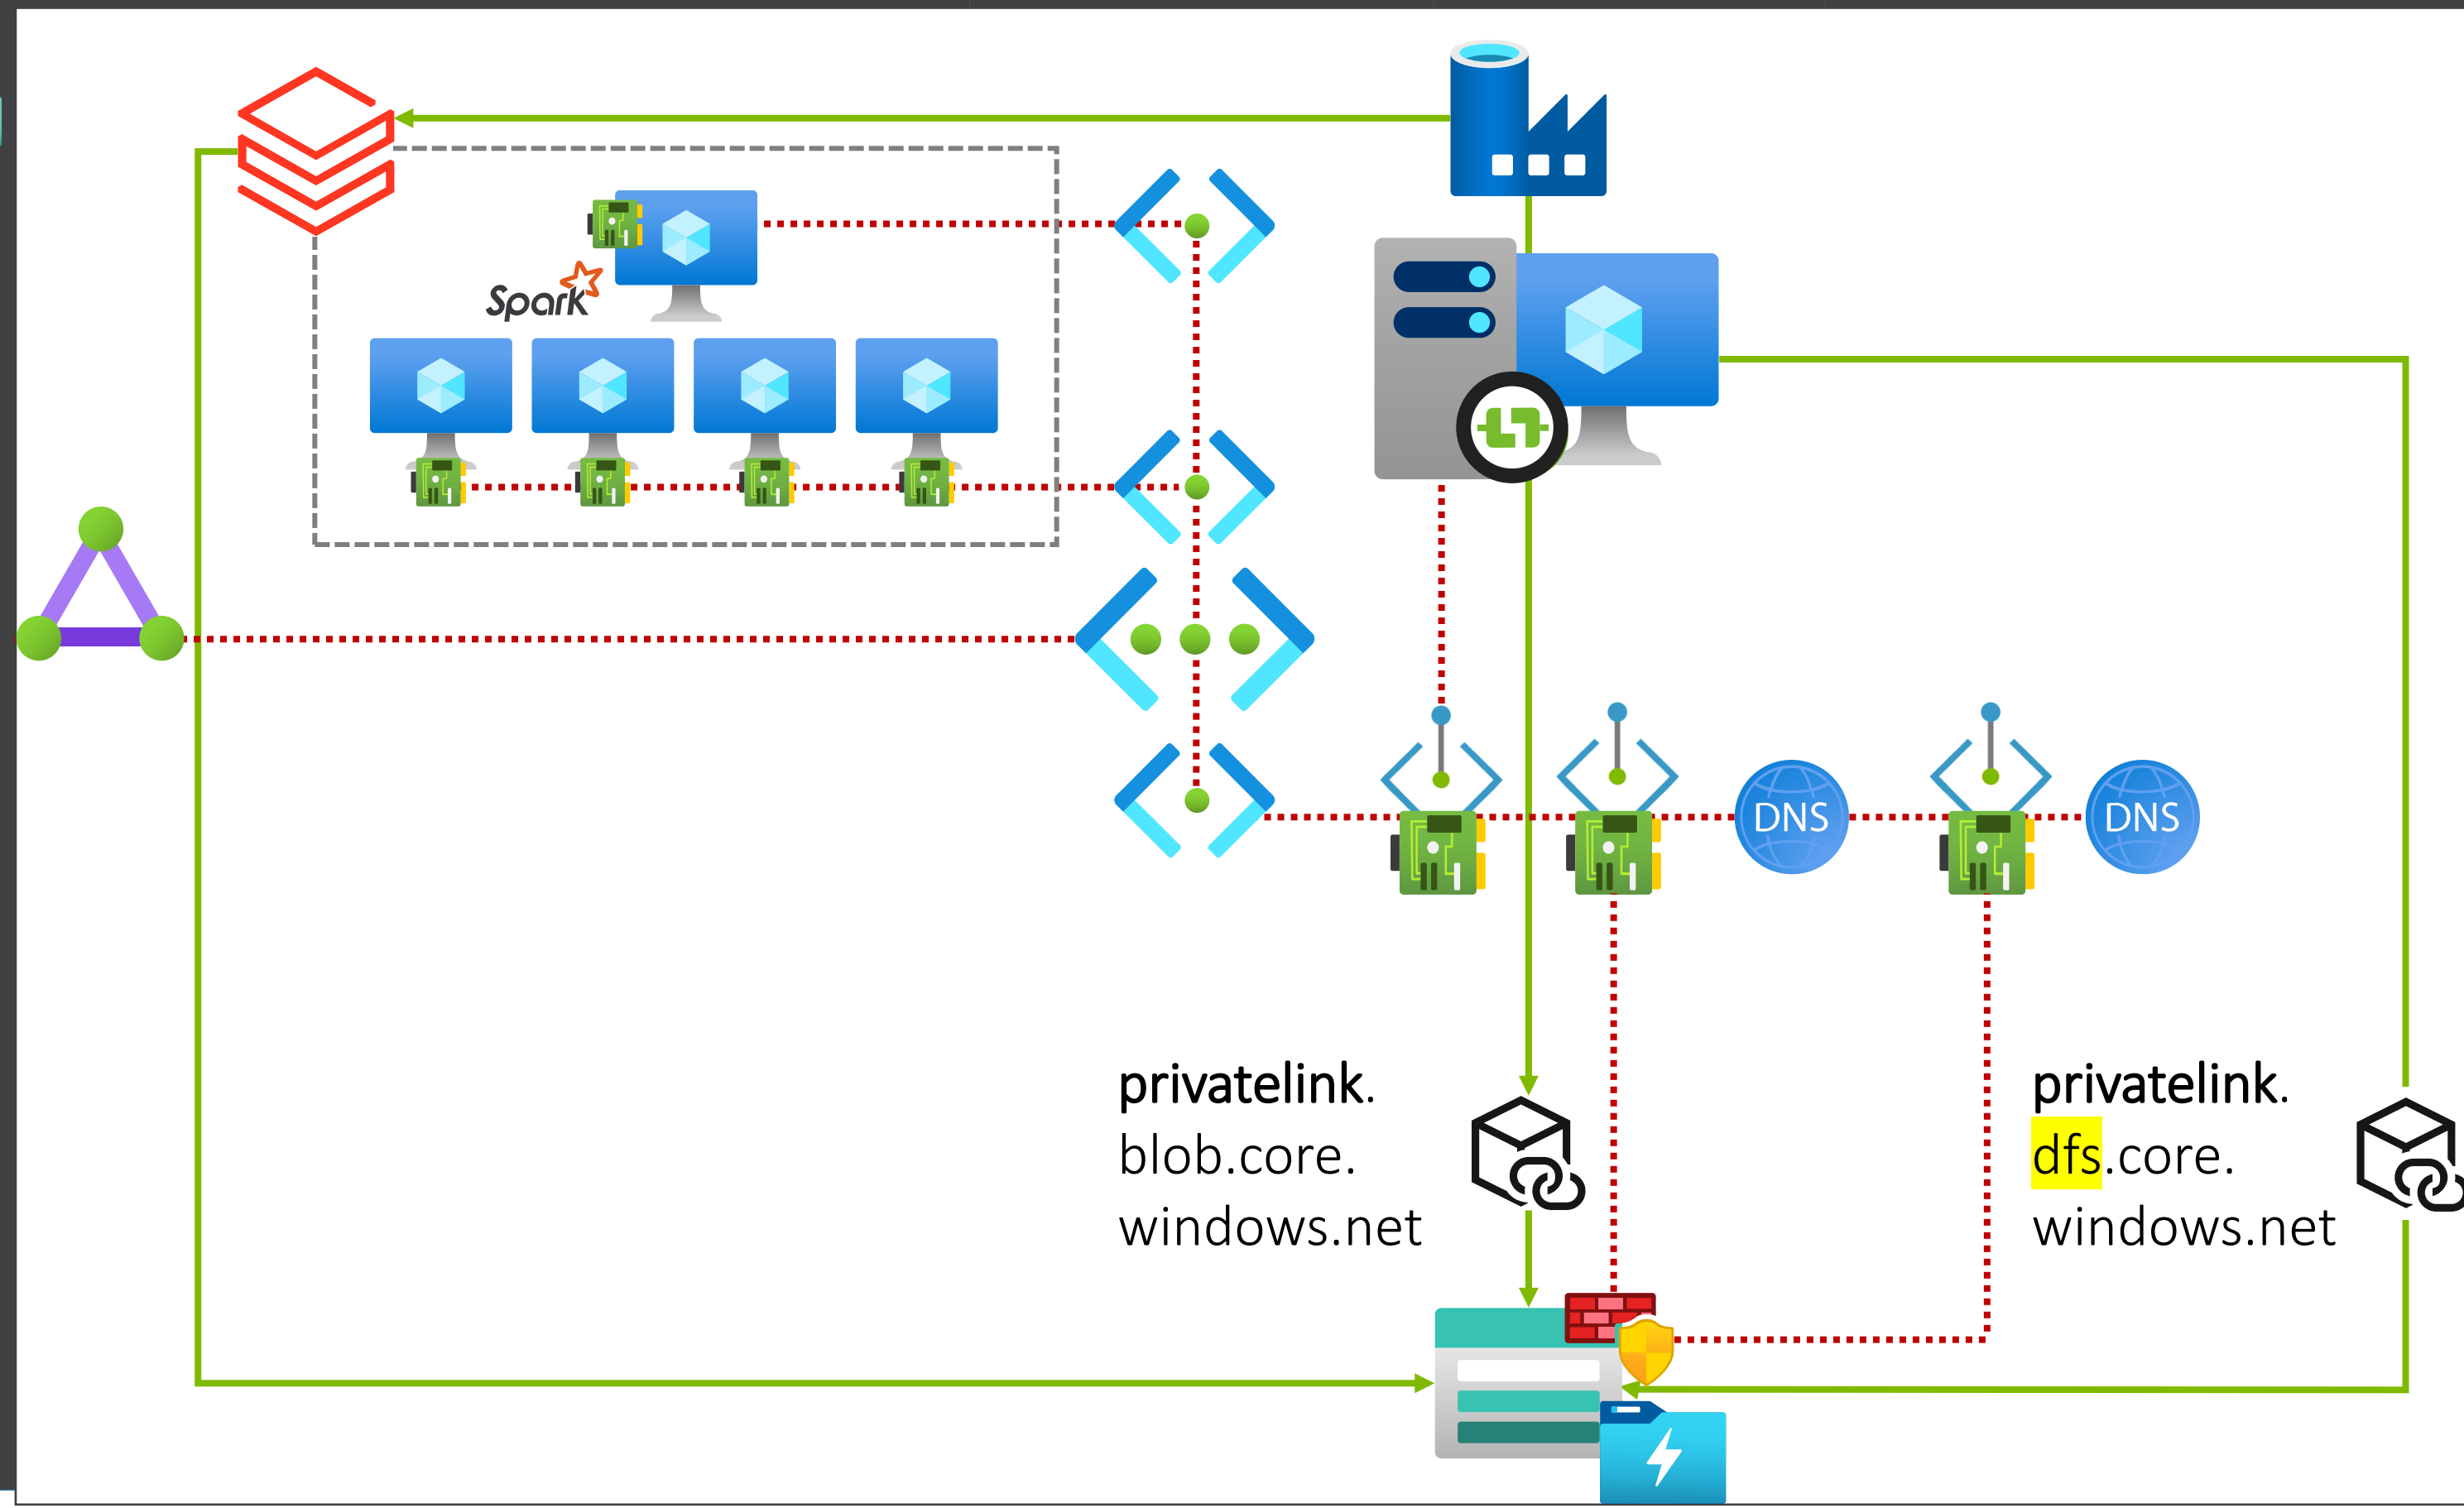 Spark
DNS
DNS
privatelink.
blob.core.
windows.net
privatelink.
dfs.core.
windows.net